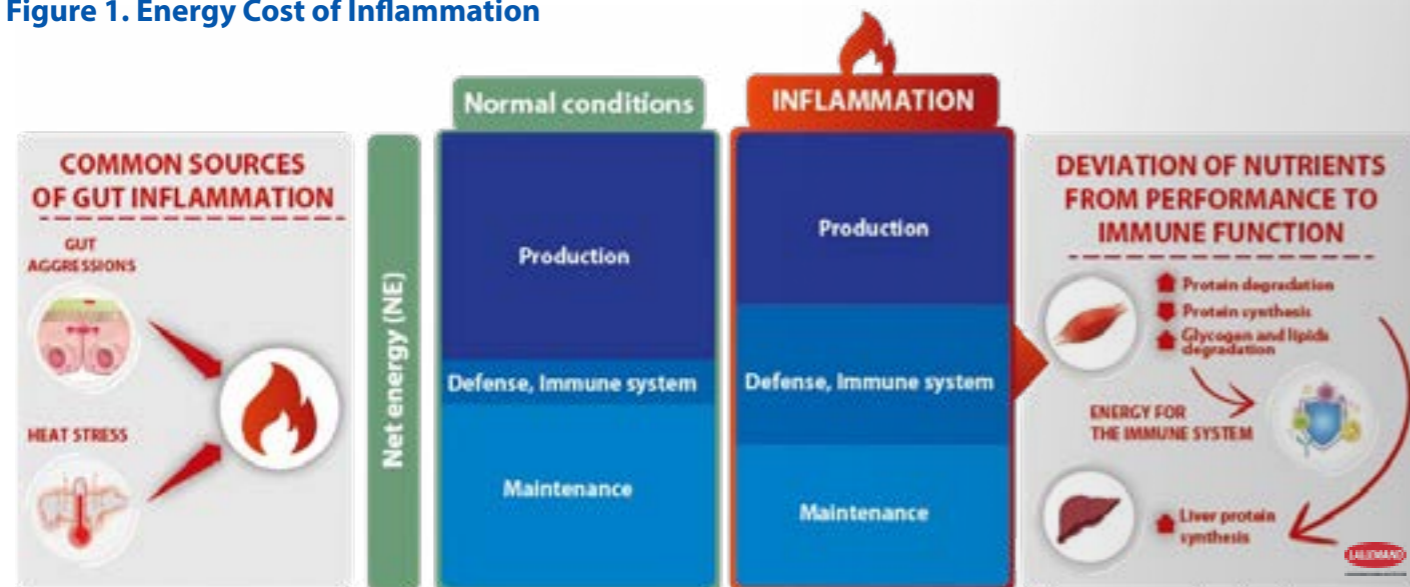 Figure 1. Energy Cost of Inflammation
COMMON SOURCES
OF GUT INFLAMMATION
GUT
AGGRESSIONS
HEAT STRESS
Net energy (NE)
Normal conditions
Production
Defense, Immune system
Maintenance
INFLAMMATION
Production
Defense, Immune system
Maintenance
DEVIATION OF NUTRIENTS
FROM PERFORMANCE TO
IMMUNE FUNCTION
Protein degradation
Protein synthesis
Glycogen and lipids
degradation
ENERGY FOR
THE IMMUNE SYSTEM
Liver protein
synthesis
LALLEMAND